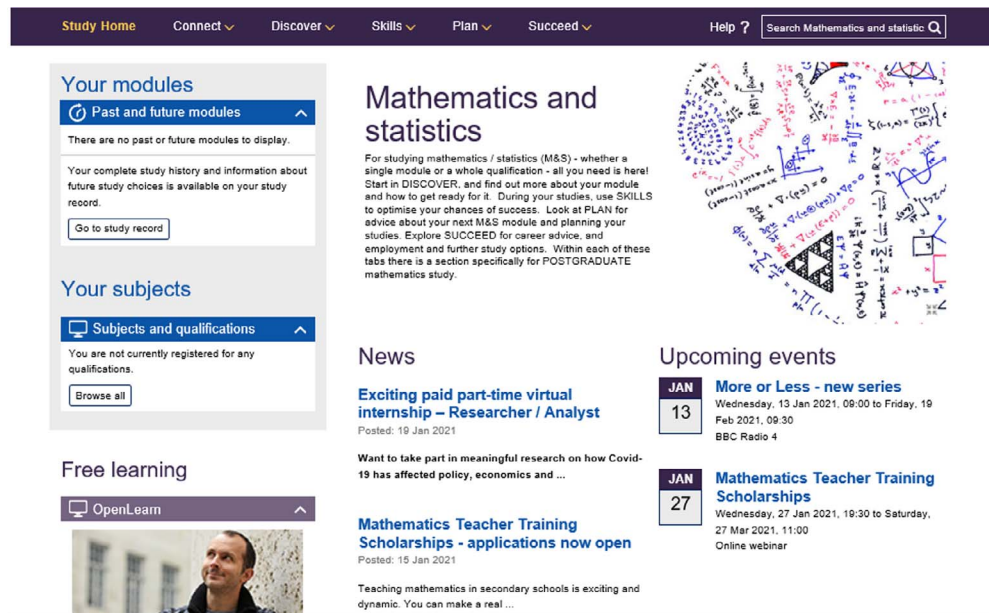 Study Home Connect Discover Skills Plan Succeed Help ? Search Mathematics and statistic
Your modules
Past and future modules
There are no past or future modules to display.
Your complete study history and information about
future study choices is available on your study
record.
Go to study record
Your subjects
Subjects and qualifications
You are not currently registered for any
qualifications.
Browse all
Free learning
OpenLearn
Mathematics and
statistics
For studying mathematics / statistics (M&S) - whether a
single module or a whole qualification - all you need is here!
Start in DISCOVER, and find out more about your module
and how to get ready for it. During your studies, use SKILLS
to optimise your chances of success. Look at PLAN for
advice about your next M&S module and planning your
studies. Explore SUCCEED for career advice, and
employment and further study options. Within each of these
tabs there is a section specifically for POSTGRADUATE
mathematics study.
News
Exciting paid part-time virtual
internship – Researcher / Analyst
Posted: 19 Jan 2021
Want to take part in meaningful research on how Covid-
19 has affected policy, economics and ...
Mathematics Teacher Training
Scholarships - applications now open
Posted: 15 Jan 2021
Teaching mathematics in secondary schools is exciting and
dynamic. You can make a real ...
Upcoming events
JAN
13
More or Less - new series
Wednesday, 13 Jan 2021, 09:00 to Friday, 19
Feb 2021, 09:30
BBC Radio 4
JAN
27
Mathematics Teacher Training
Scholarships
Wednesday, 27 Jan 2021, 19:30 to Saturday,
27 Mar 2021, 11:00
Online webinar